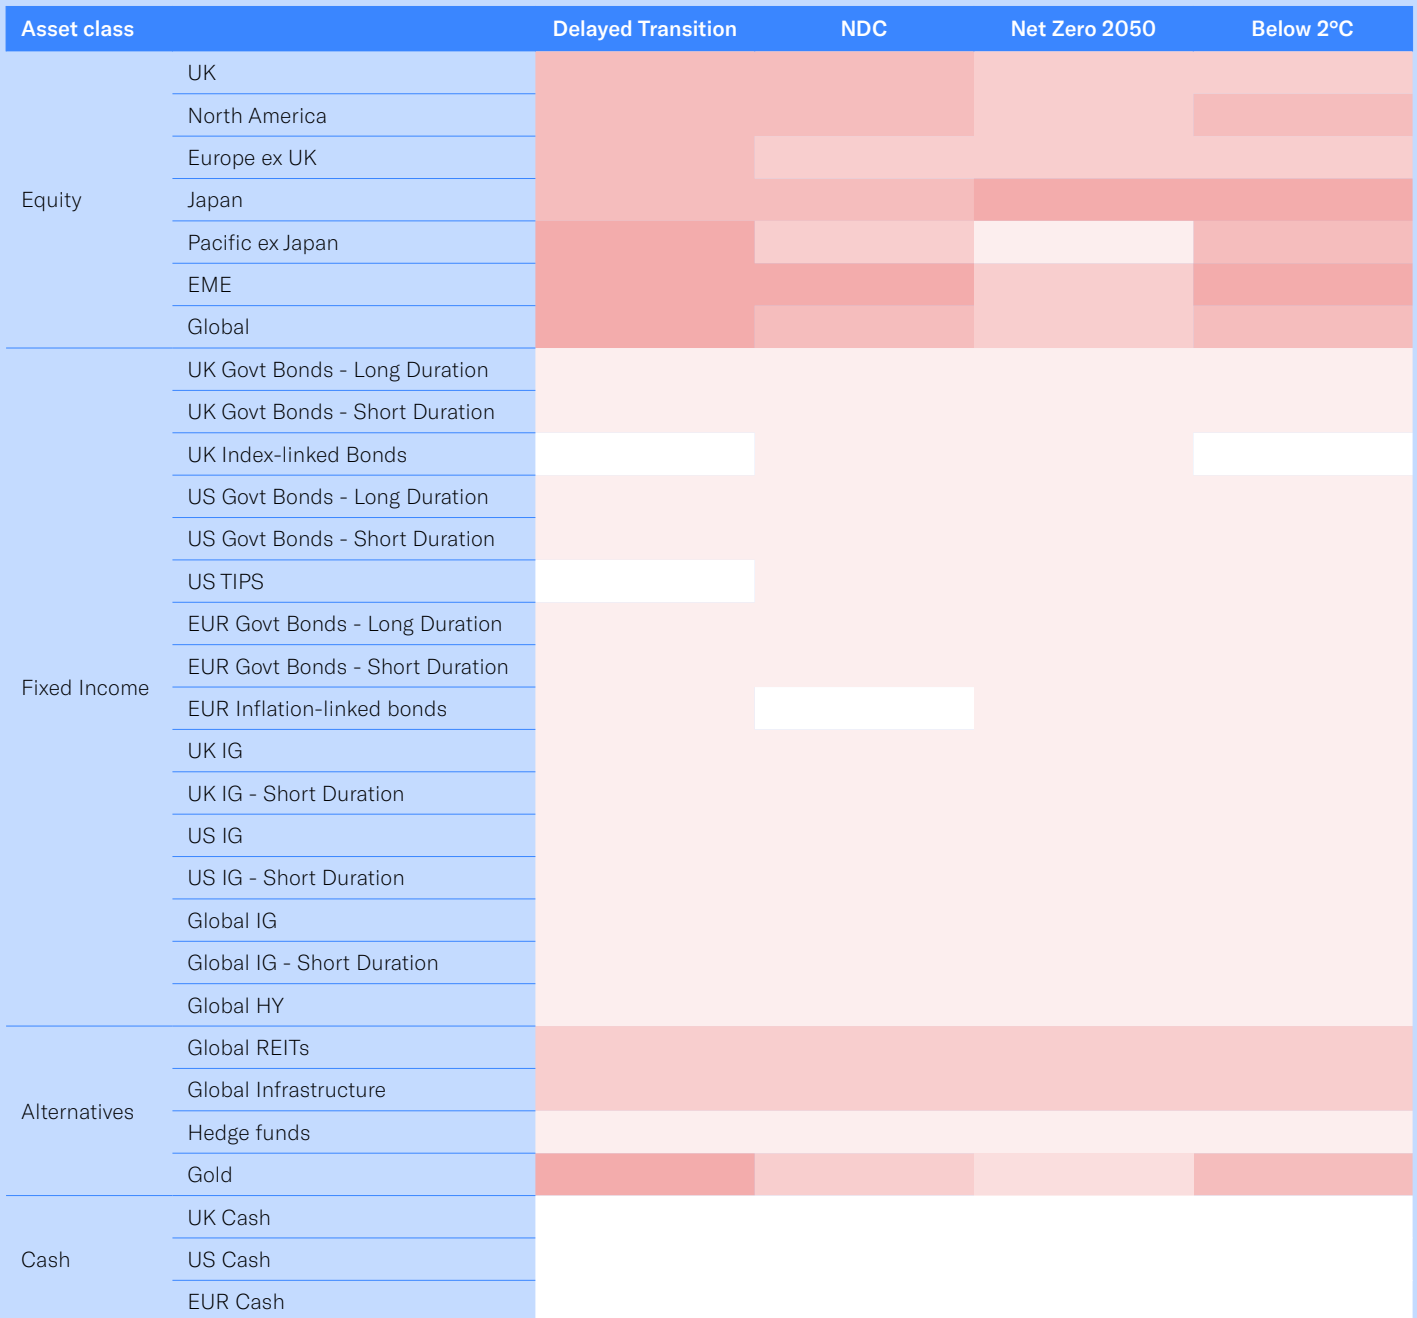 Asset class Delayed Transition NDC Net Zero 2050 Below 2°C
Equity
UK
North America
Europe ex UK
Japan
Pacific ex Japan
EME
Global
Fixed Income
UK Govt Bonds - Long Duration
UK Govt Bonds - Short Duration
UK Index-linked Bonds
US Govt Bonds - Long Duration
US Govt Bonds - Short Duration
US TIPS
EUR Govt Bonds - Long Duration
EUR Govt Bonds - Short Duration
EUR Inflation-linked bonds
UK IG
UK IG - Short Duration
US IG
US IG - Short Duration
Global IG
Global IG - Short Duration
Global HY
Alternatives
Global REITs
Global Infrastructure
Hedge funds
Gold
Cash
UK Cash
US Cash
EUR Cash